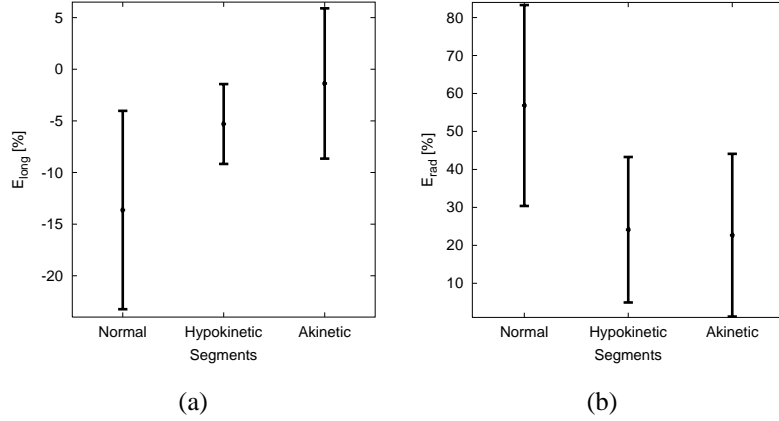 5
0
-5
-10
-15
-20
E_long [%]
Normal Hypokinetic Akinetic
Segments
(a)
80
70
60
50
40
30
20
10
E_rad [%]
Normal Hypokinetic Akinetic
Segments
(b)